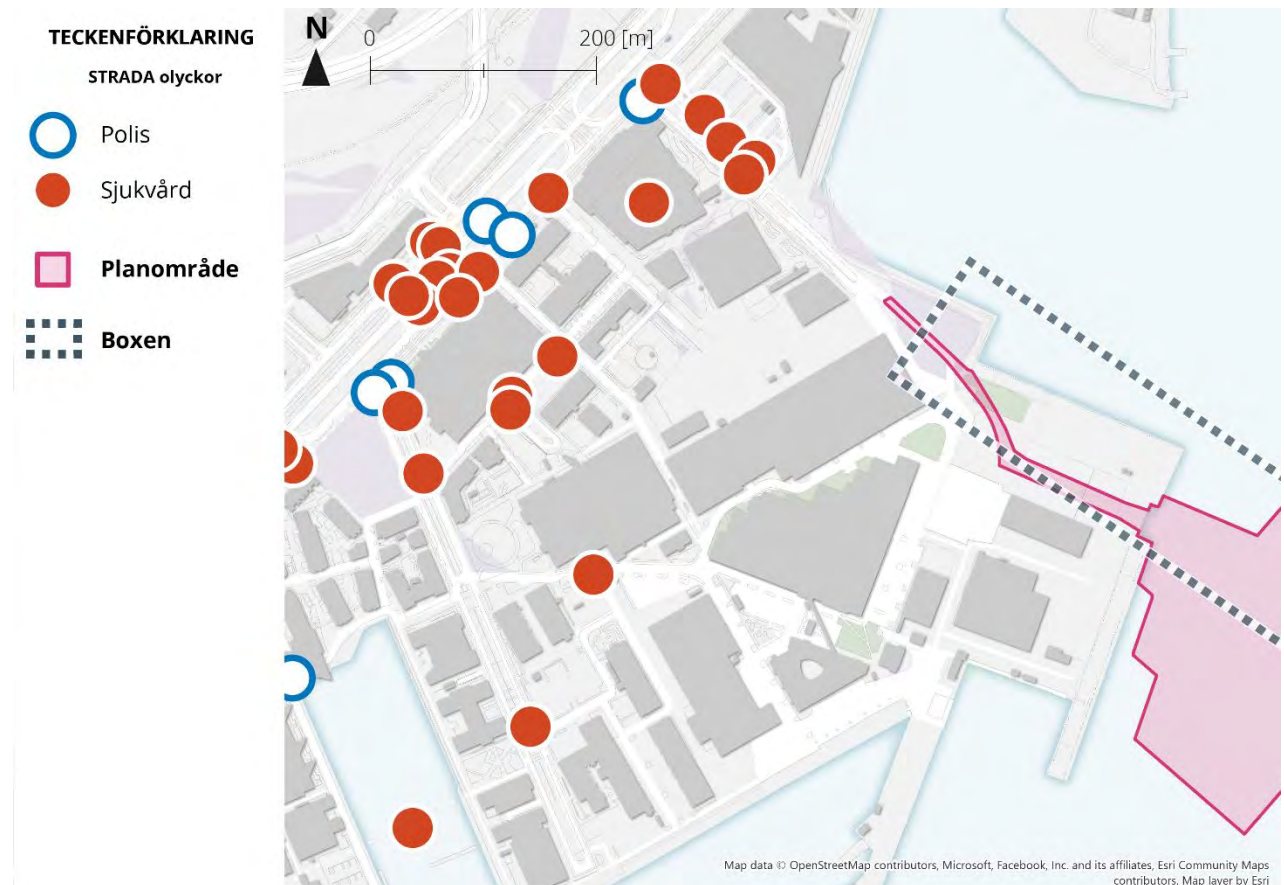 TECKENFÖRKLARING
STRADA olyckor
Polis
Sjukvård
Planområde
Boxen
N
0 200 [m]
Map data © OpenStreetMap contributors, Microsoft, Facebook, Inc. and its affiliates, Esri Community Maps
contributors, Map layer by Esri